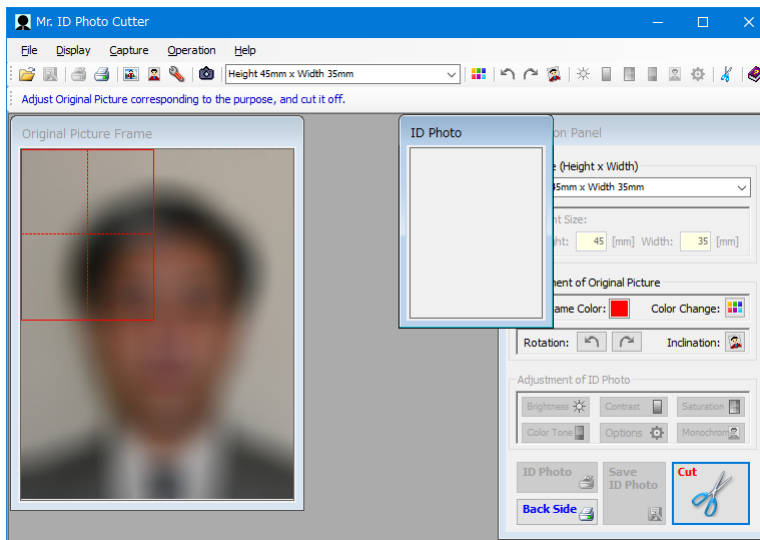 Mr. ID Photo Cutter
File Display Capture Operation Help
Height 45mm x Width 35mm
Adjust Original Picture corresponding to the purpose, and cut it off.
Original Picture Frame
ID Photo
on Panel
(Height x Width)
45mm x Width 35mm
nt Size:
ht: 45 [mm] Width: 35 [mm]
ment of Original Picture
ame Color: Color Change:
Rotation: Inclination:
Adjustment of ID Photo
Brightness Contrast Saturation
Color Tone Options Monochrom
ID Photo Save ID Photo Cut
Back Side